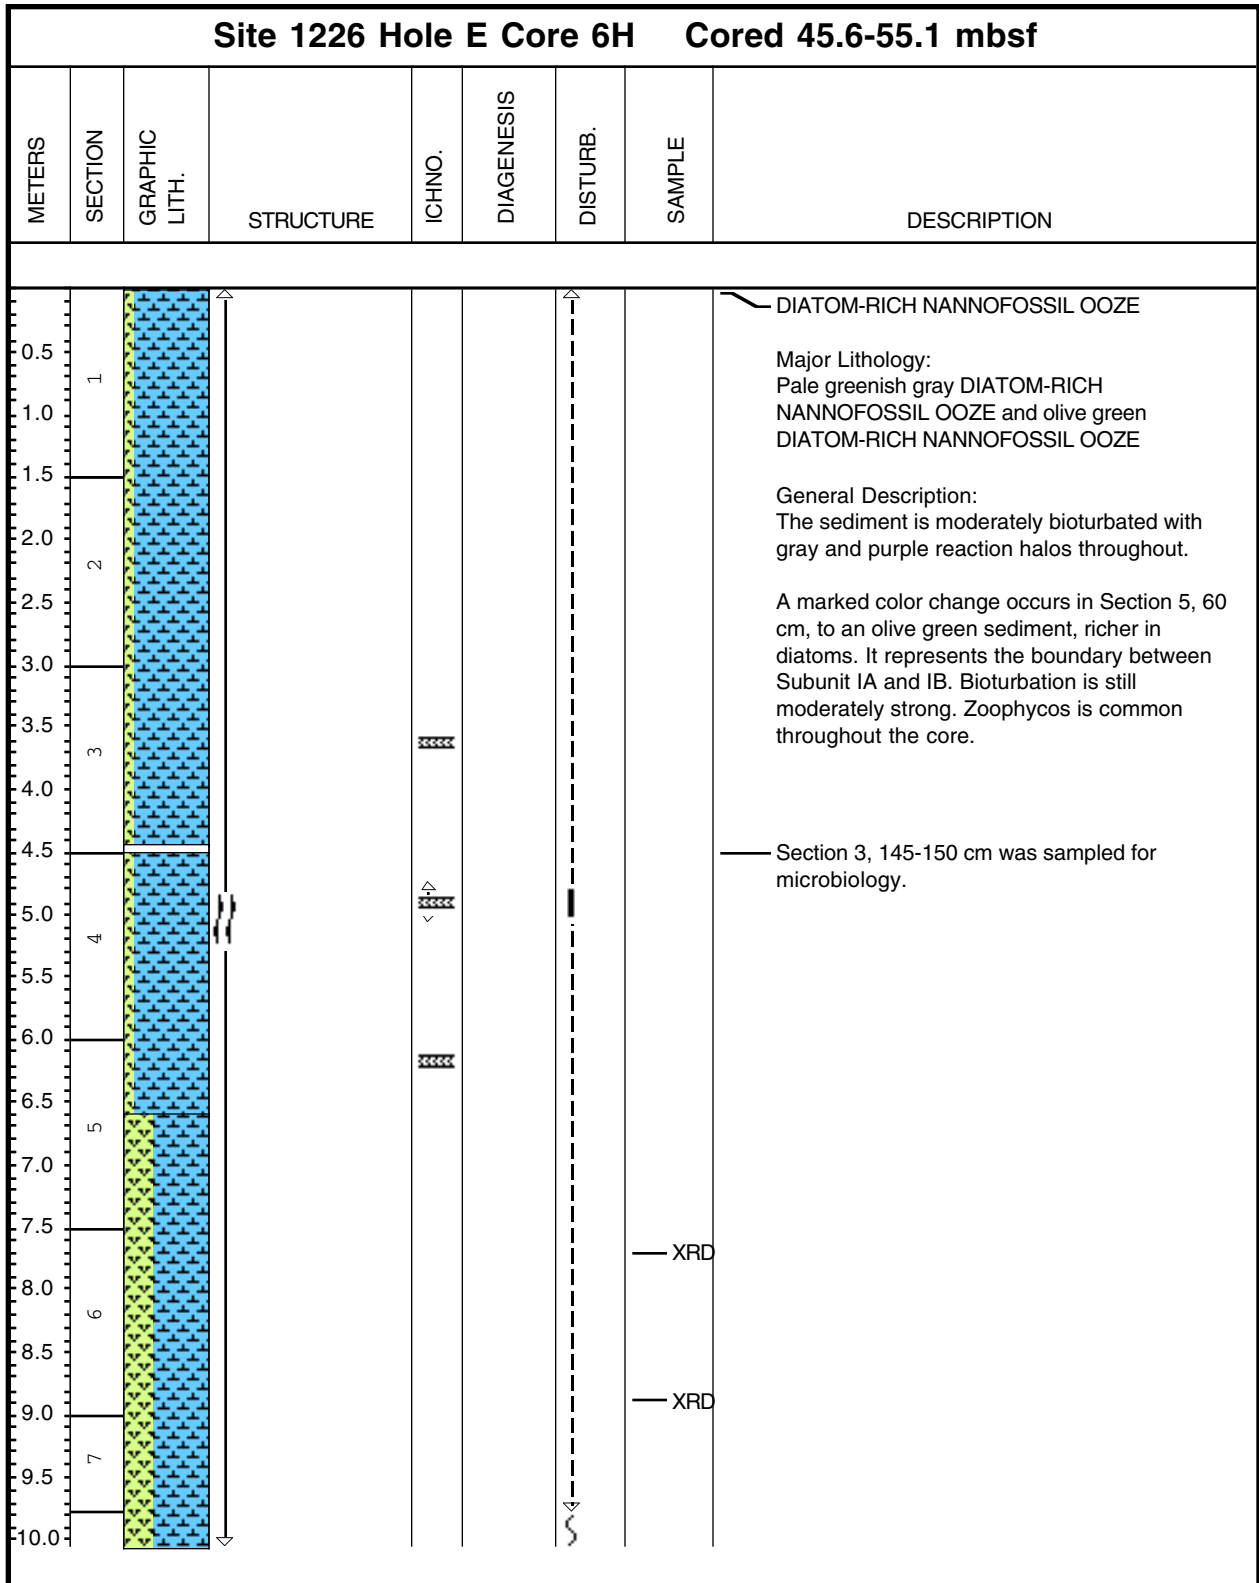 Site 1226 Hole E Core 6H Cored 45.6-55.1 mbsf
METERS
SECTION
GRAPHIC
LITH.
STRUCTURE
ICHNO.
DIAGENESIS
DISTURB.
SAMPLE
DESCRIPTION
DIATOM-RICH NANNOFOSSIL OOZE
0.5
Major Lithology:
1
Pale greenish gray DIATOM-RICH
1.0
NANNOFOSSIL OOZE and olive green
DIATOM-RICH NANNOFOSSIL OOZE
1.5
General Description:
The sediment is moderately bioturbated with
2.0
gray and purple reaction halos throughout.
2
2.5
A marked color change occurs in Section 5, 60
cm, to an olive green sediment, richer in
3.0
diatoms. It represents the boundary between
Subunit IA and IB. Bioturbation is still
3.5
moderately strong. Zoophycos is common
throughout the core.
3
4.0
4.5
Section 3, 145-150 cm was sampled for
microbiology.
5.0
4
5.5
6.0
6.5
5
7.0
7.5
XRD
8.0
6
8.5
XRD
9.0
7
9.5
10.0